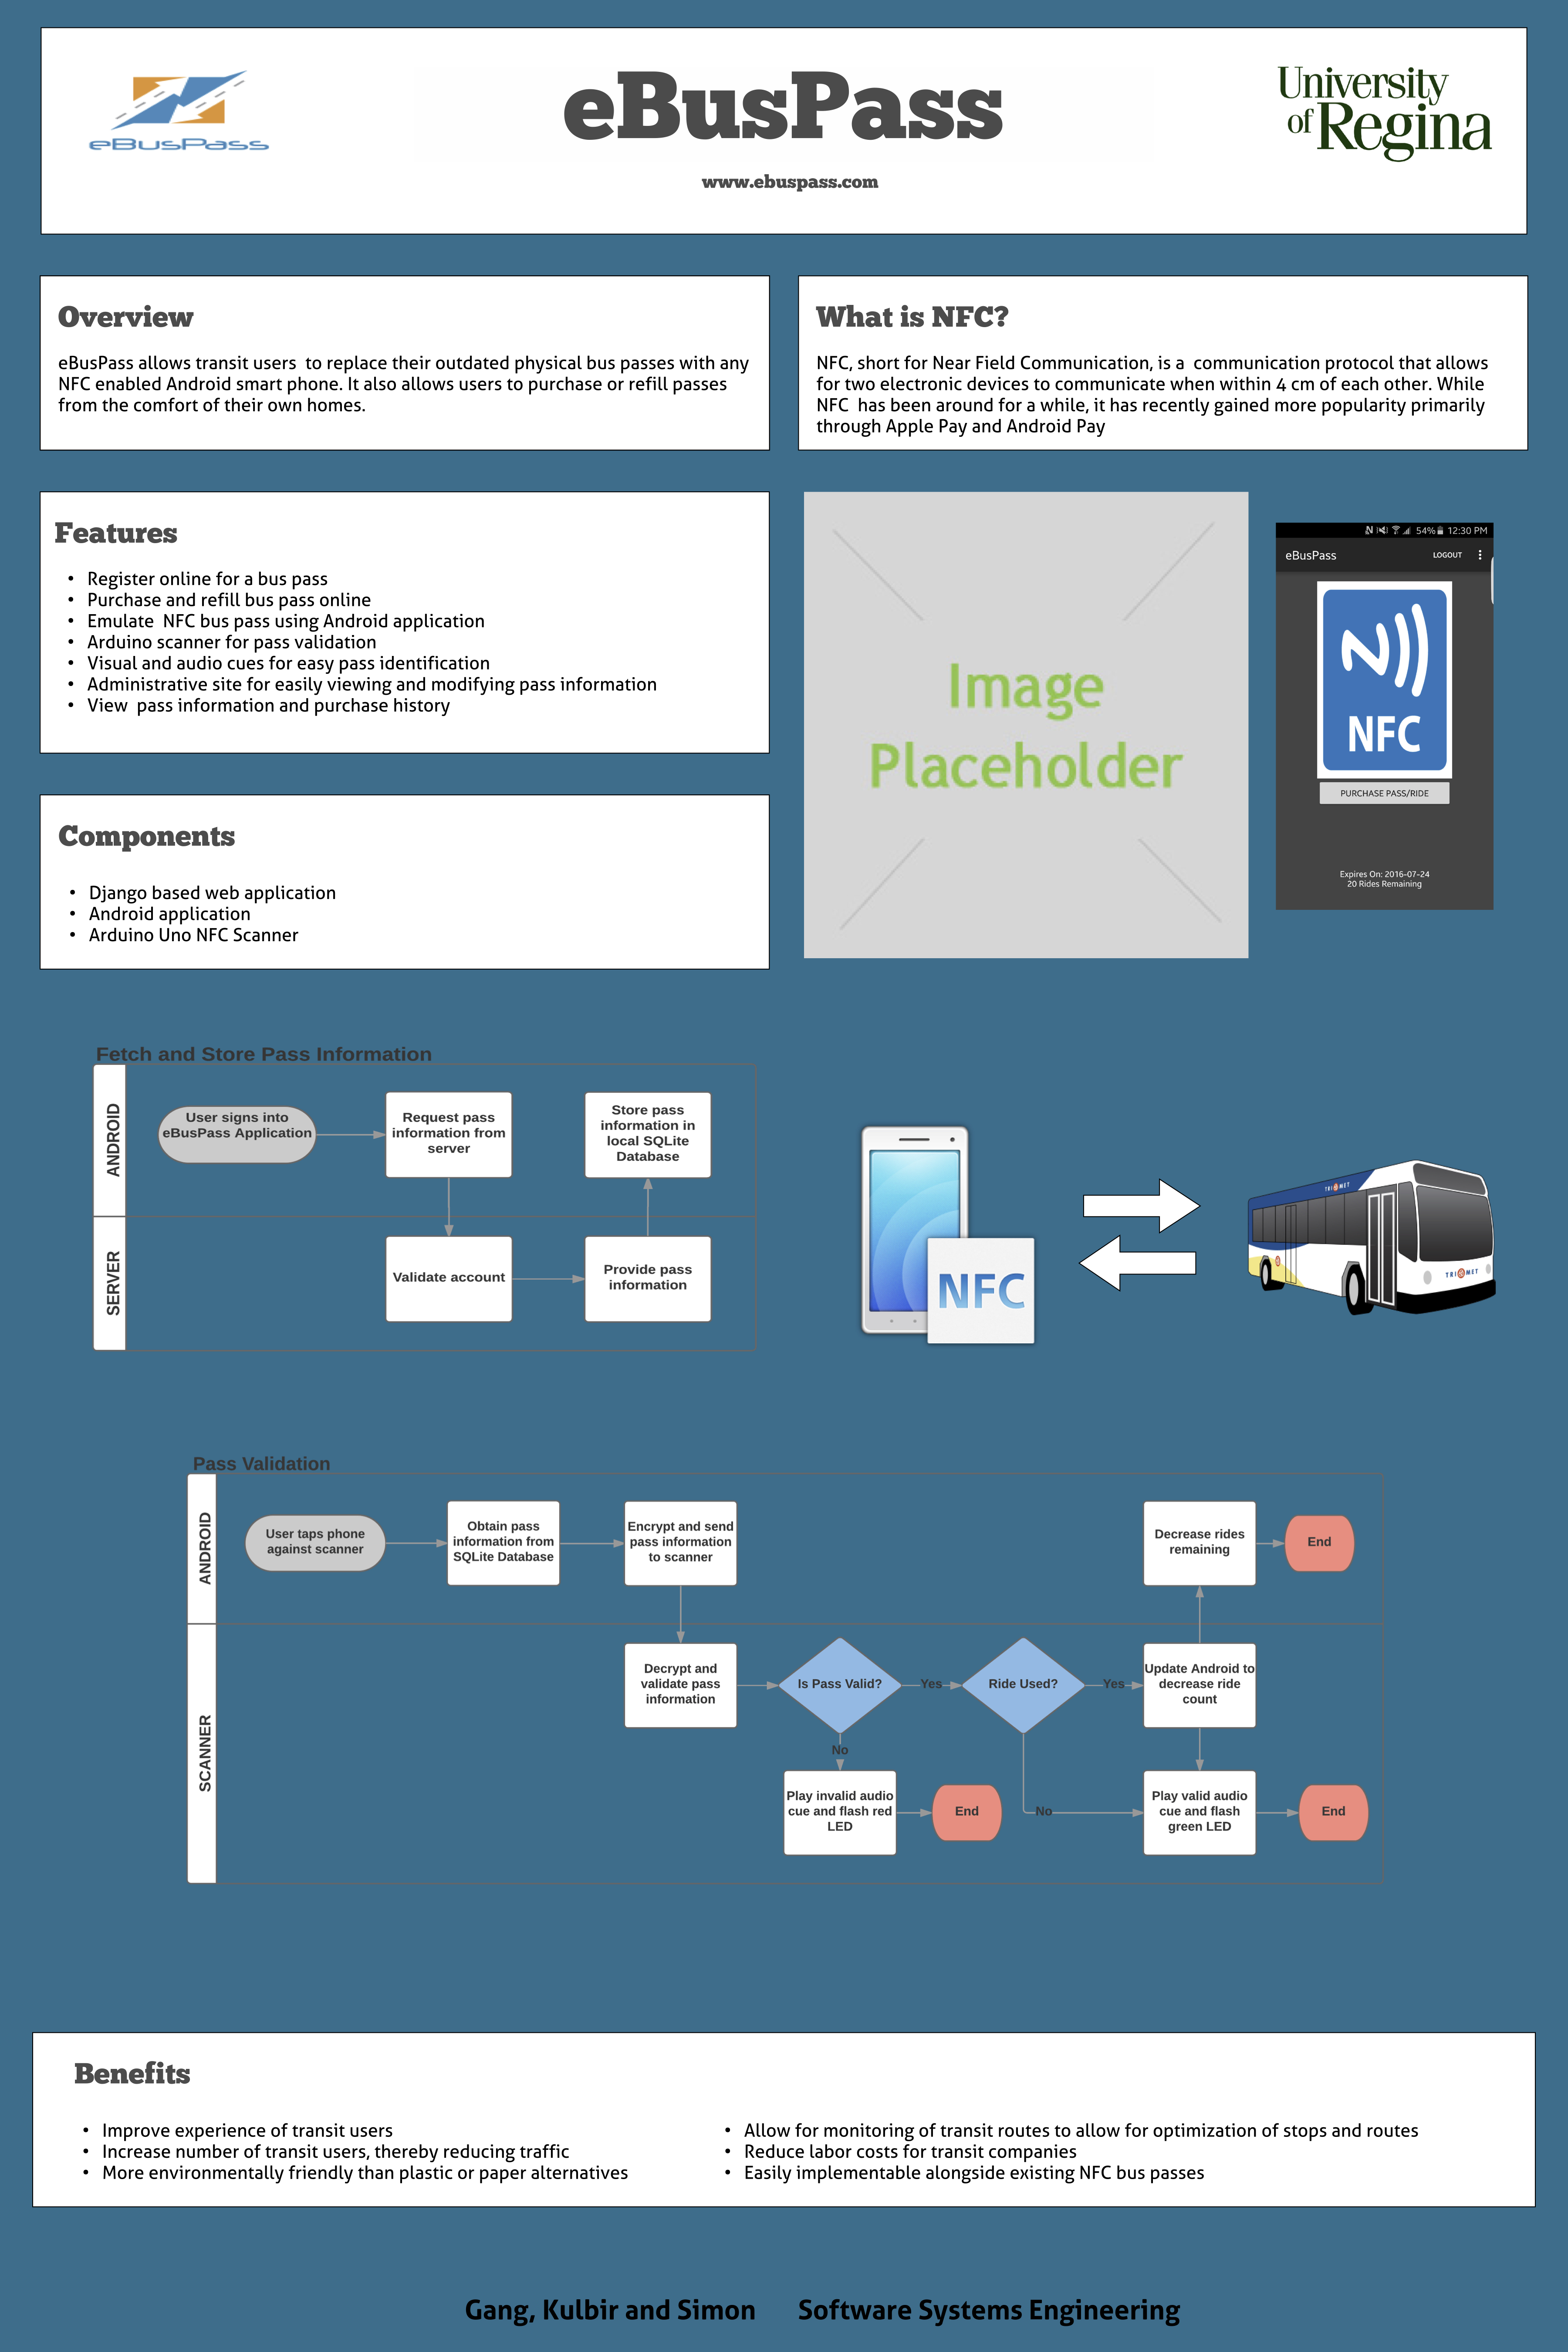 eBusPass
eBusPass
www.ebuspass.com
University
of Regina
Overview
eBusPass allows transit users to replace their outdated physical bus passes with any
NFC enabled Android smart phone. It also allows users to purchase or refill passes
from the comfort of their own homes.
What is NFC?
NFC, short for Near Field Communication, is a communication protocol that allows
for two electronic devices to communicate when within 4 cm of each other. While
NFC has been around for a while, it has recently gained more popularity primarily
through Apple Pay and Android Pay
Features
• Register online for a bus pass
• Purchase and refill bus pass online
• Emulate NFC bus pass using Android application
• Arduino scanner for pass validation
• Visual and audio cues for easy pass identification
• Administrative site for easily viewing and modifying pass information
• View pass information and purchase history
Image
Placeholder
54% 12:30 PM
eBusPass LOGOUT
NFC
PURCHASE PASS/RIDE
Expires On: 2016-07-24
20 Rides Remaining
Components
• Django based web application
• Android application
• Arduino Uno NFC Scanner
Fetch and Store Pass Information
ANDROID
User signs into
eBusPass Application
Request pass
information from
server
Store pass
information in
local SQLite
Database
SERVER
Validate account
Provide pass
information
NFC
TRI MET
TRI MET
Pass Validation
ANDROID
User taps phone
against scanner
Obtain pass
information from
SQLite Database
Encrypt and send
pass information
to scanner
Decrease rides
remaining
End
SCANNER
Decrypt and
validate pass
information
Is Pass Valid?
Yes
Ride Used?
Yes
Update Android to
decrease ride
count
No
Play invalid audio
cue and flash red
LED
End
No
Play valid audio
cue and flash
green LED
End
Benefits
• Improve experience of transit users
• Increase number of transit users, thereby reducing traffic
• More environmentally friendly than plastic or paper alternatives
• Allow for monitoring of transit routes to allow for optimization of stops and routes
• Reduce labor costs for transit companies
• Easily implementable alongside existing NFC bus passes
Gang, Kulbir and Simon Software Systems Engineering